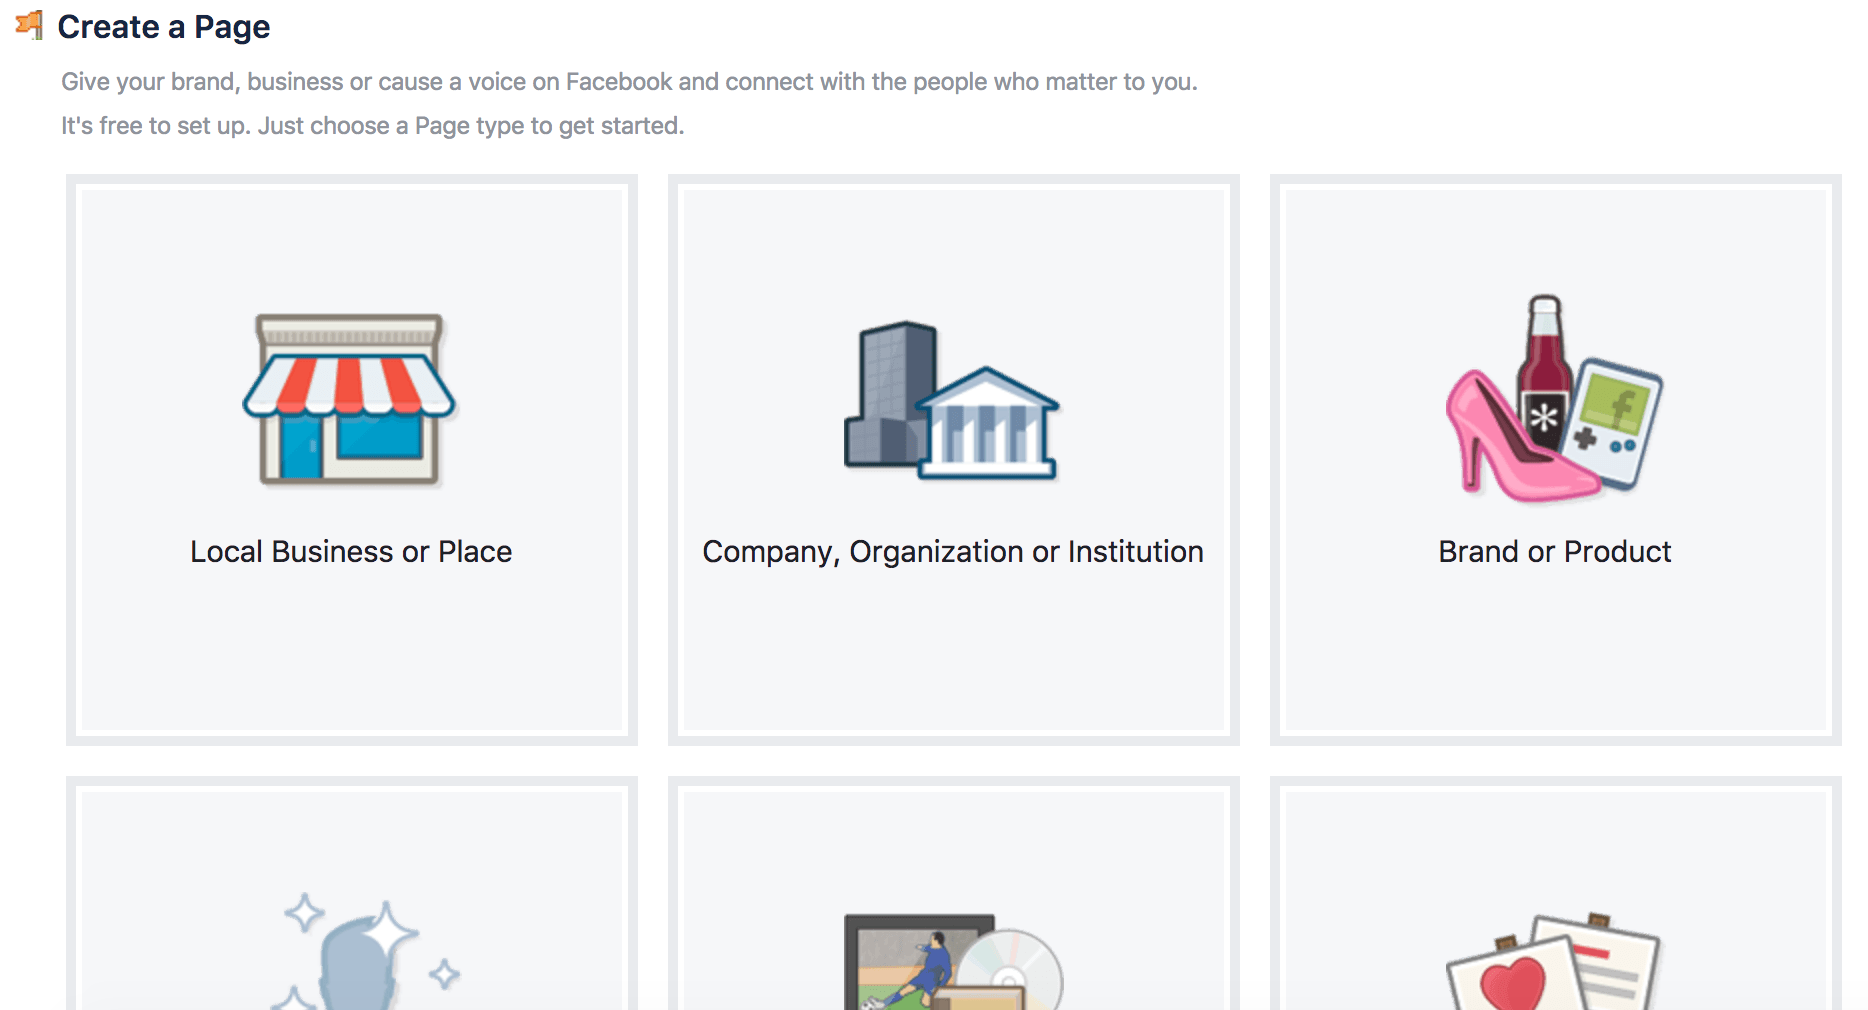 Create a Page
Give your brand, business or cause a voice on Facebook and connect with the people who matter to you.
It's free to set up. Just choose a Page type to get started.
Local Business or Place
Company, Organization or Institution
Brand or Product